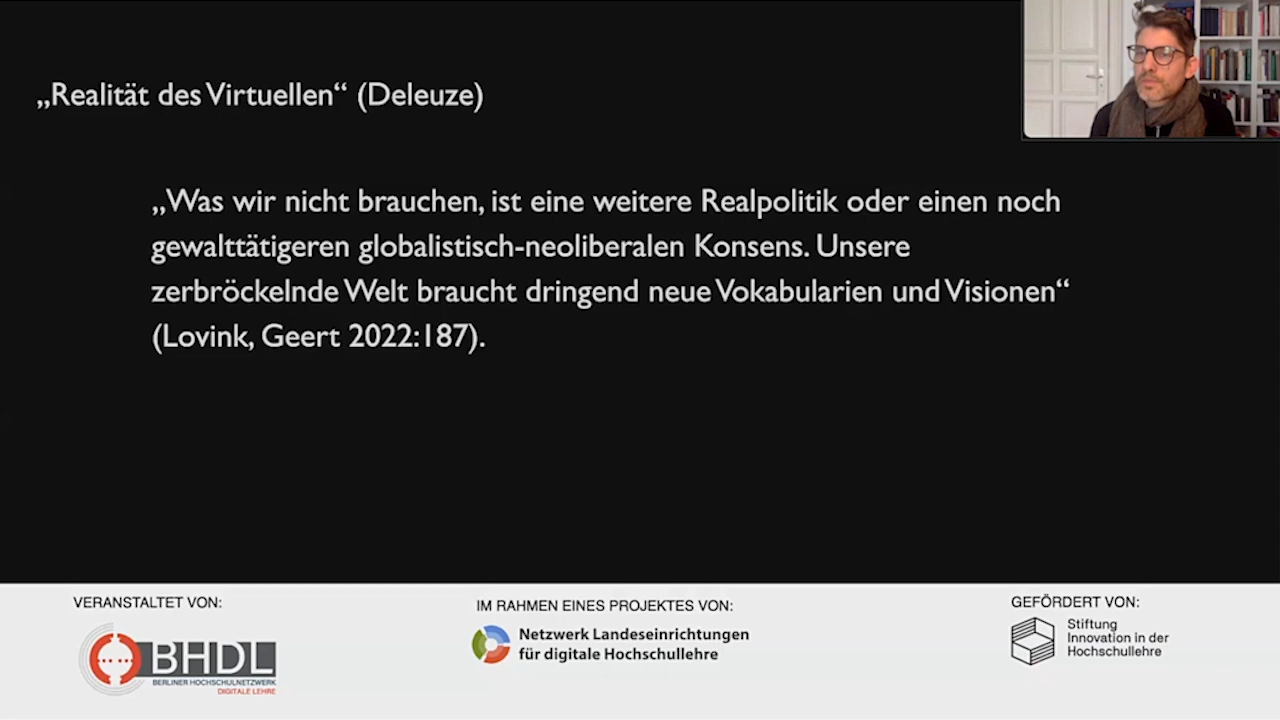 „Realität des Virtuellen“ (Deleuze)
„Was wir nicht brauchen, ist eine weitere Realpolitik oder einen noch
gewalttätigeren globalistisch-neoliberalen Konsens. Unsere
zerbröckelnde Welt braucht dringend neue Vokabularien und Visionen“
(Lovink, Geert 2022:187).
VERANSTALTET VON:
BHDL
BERLINER HOCHSCHULNETZWERK
DIGITALE LEHRE
IM RAHMEN EINES PROJEKTES VON:
Netzwerk Landeseinrichtungen
für digitale Hochschullehre
GEFÖRDERT VON:
Stiftung
Innovation in der
Hochschullehre